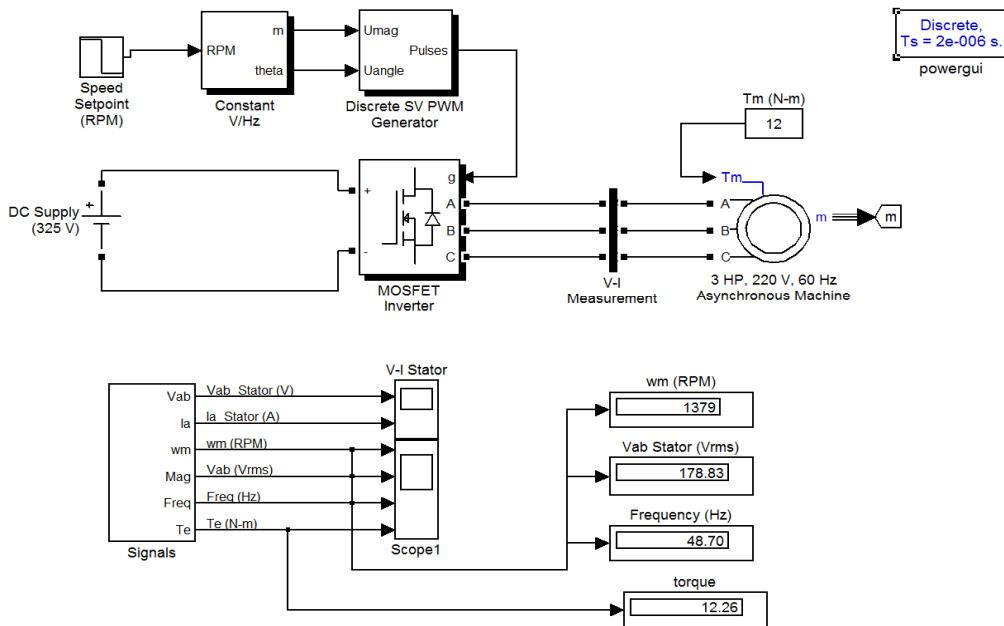 Discrete,
Ts = 2e-006 s.
powergui
RPM
m
theta
Umag
Uangle
Pulses
Speed
Setpoint
(RPM)
Constant
V/Hz
Discrete SV PWM
Generator
Tm (N-m)
12
DC Supply
(325 V)
+
+
-
g
A
B
C
MOSFET
Inverter
V-I
Measurement
Tm
A
B
C
m
m
3 HP, 220 V, 60 Hz
Asynchronous Machine
V-I Stator
Vab
Ia
wm
Mag
Freq
Te
Signals
Vab_Stator (V)
Ia_Stator (A)
wm (RPM)
Vab (Vrms)
Freq (Hz)
Te (N-m)
Scope1
wm (RPM)
1379
Vab Stator (Vrms)
178.83
Frequency (Hz)
48.70
torque
12.26